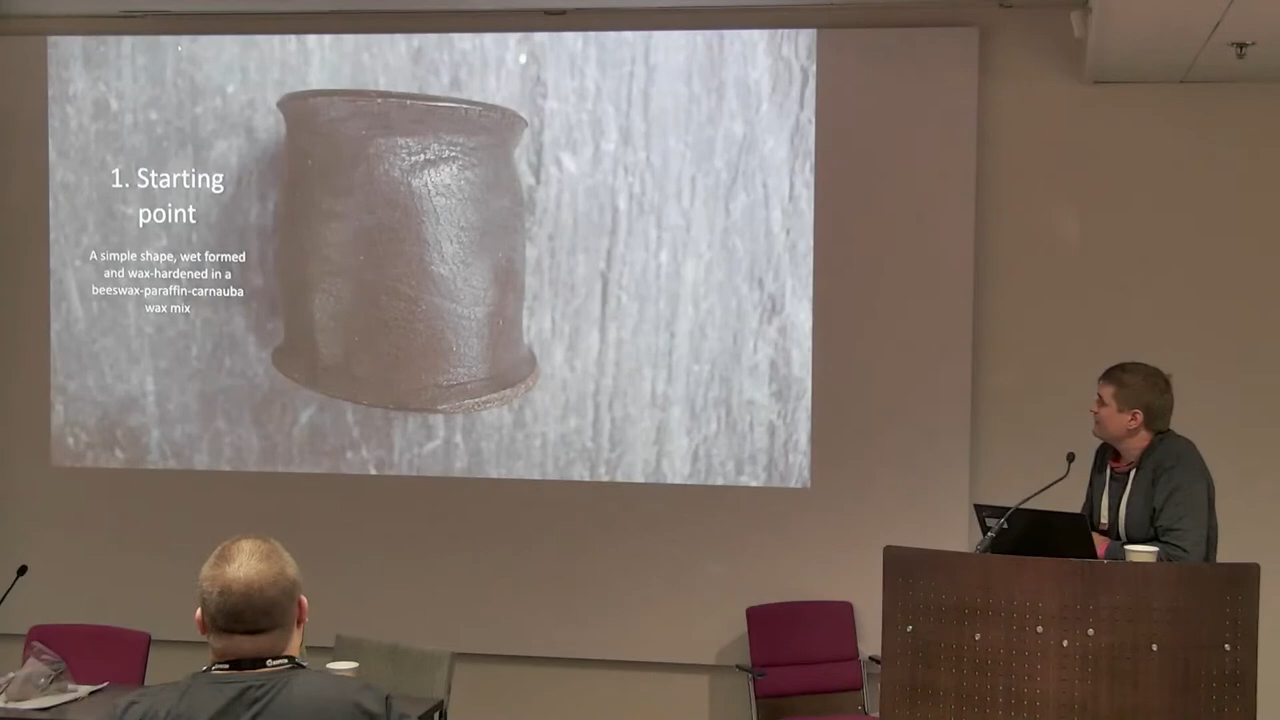 1. Starting
point
A simple shape, wet formed
and wax-hardened in a
beeswax-paraffin-carnauba
wax mix